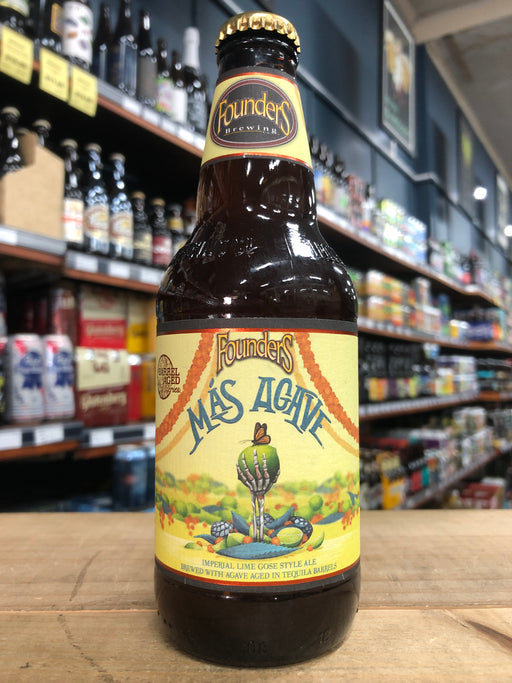 Founders
Brewing
Founders
BARREL
AGED
Series
MÁS AGAVE
IMPERIAL LIME GOSE STYLE ALE
BREWED WITH AGAVE AGED IN TEQUILA BARRELS